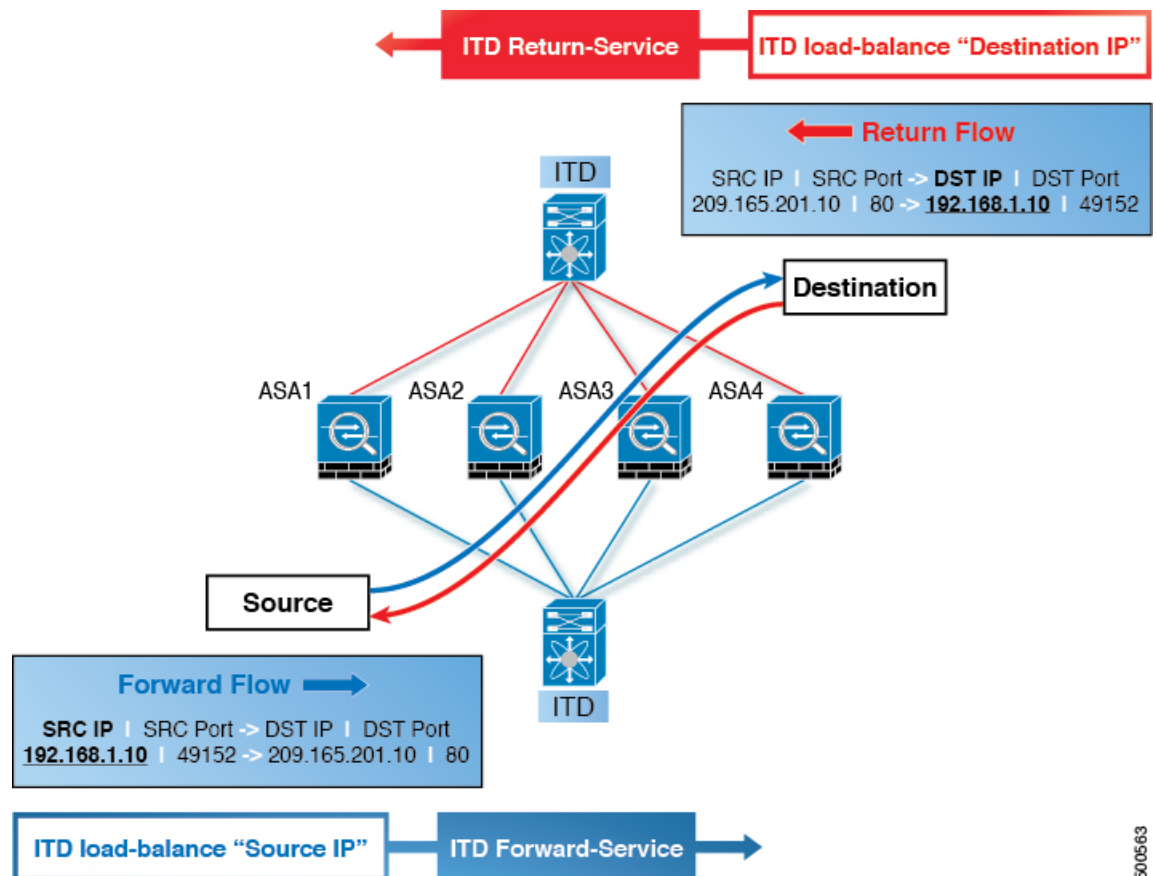 ITD Return-Service
ITD load-balance “Destination IP”
Return Flow
SRC IP | SRC Port -> DST IP | DST Port
209.165.201.10 | 80 -> 192.168.1.10 | 49152
ITD
Destination
ASA1
ASA2
ASA3
ASA4
Source
ITD
Forward Flow
SRC IP | SRC Port -> DST IP | DST Port
192.168.1.10 | 49152 -> 209.165.201.10 | 80
ITD load-balance “Source IP”
ITD Forward-Service
500563